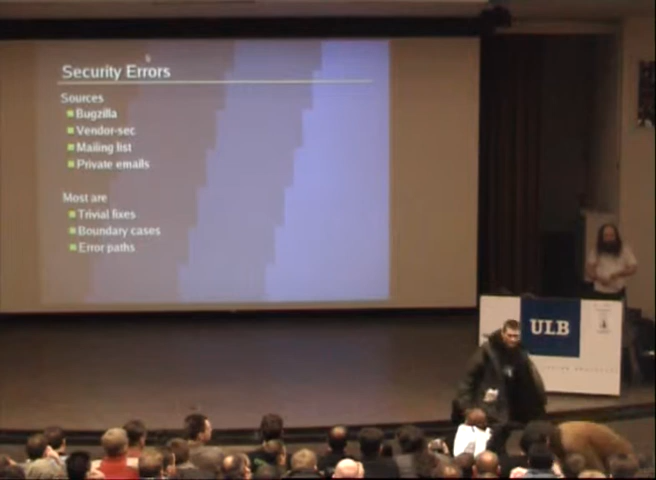 Security Errors
Sources
Bugzilla
Vendor-sec
Mailing list
Private emails
Most are
Trivial fixes
Boundary cases
Error paths
ULB